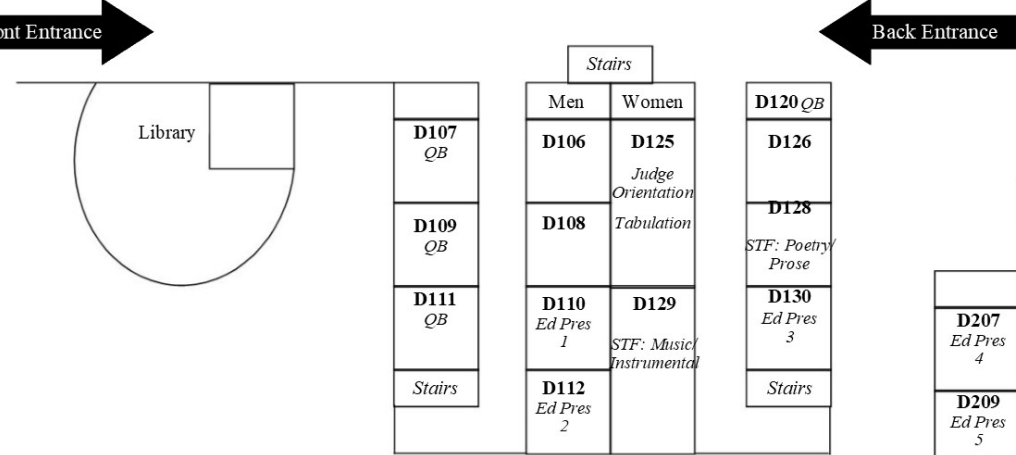 ont Entrance
Back Entrance
Stairs
Library
D107
QB
D109
QB
D111
QB
Stairs
Men
Women
D106
D108
D110
Ed Pres
1
D112
Ed Pres
2
D125
Judge
Orientation
Tabulation
D129
STF: Music/
Instrumental
D120 QB
D126
D128
STF: Poetry/
Prose
D130
Ed Pres
3
Stairs
D207
Ed Pres
4
D209
Ed Pres
5